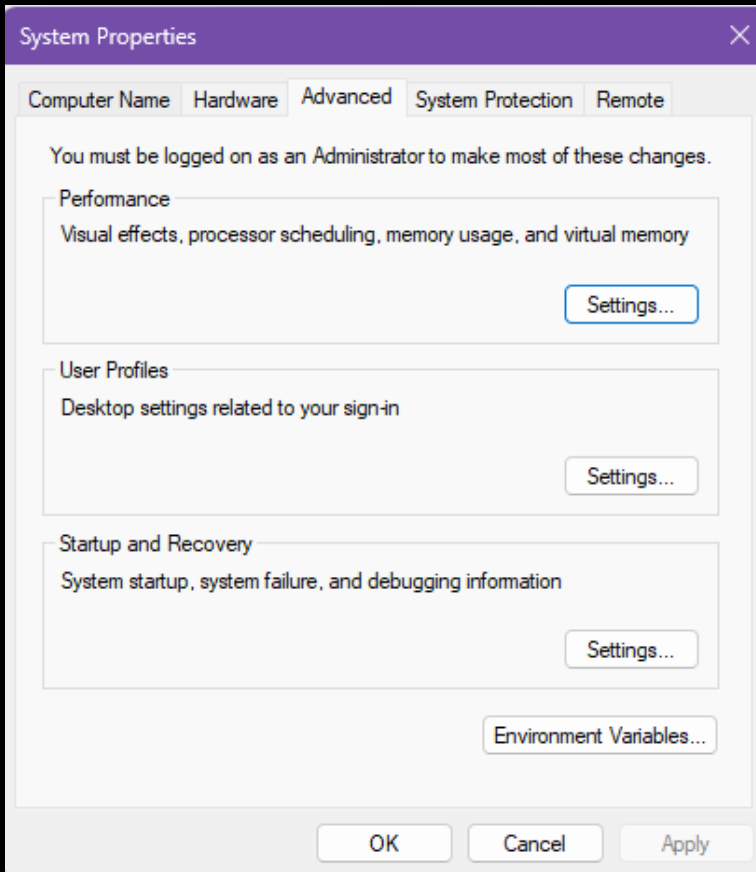 System Properties
Computer Name Hardware Advanced System Protection Remote
You must be logged on as an Administrator to make most of these changes.
Performance
Visual effects, processor scheduling, memory usage, and virtual memory
Settings...
User Profiles
Desktop settings related to your sign-in
Settings...
Startup and Recovery
System startup, system failure, and debugging information
Settings...
Environment Variables...
OK Cancel Apply